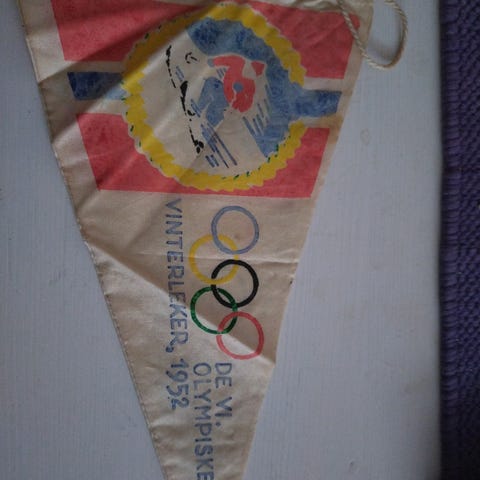 DE VI.
OLYMPISKE
VINTERLEKER, 1952